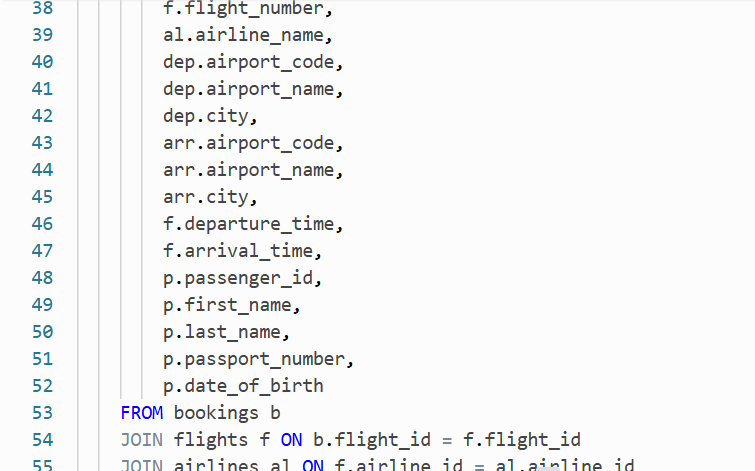 38 f.flight_number,
39 al.airline_name,
40 dep.airport_code,
41 dep.airport_name,
42 dep.city,
43 arr.airport_code,
44 arr.airport_name,
45 arr.city,
46 f.departure_time,
47 f.arrival_time,
48 p.passenger_id,
49 p.first_name,
50 p.last_name,
51 p.passport_number,
52 p.date_of_birth
53 FROM bookings b
54 JOIN flights f ON b.flight_id = f.flight_id
55 JOIN airlines al ON f.airline_id = al.airline_id